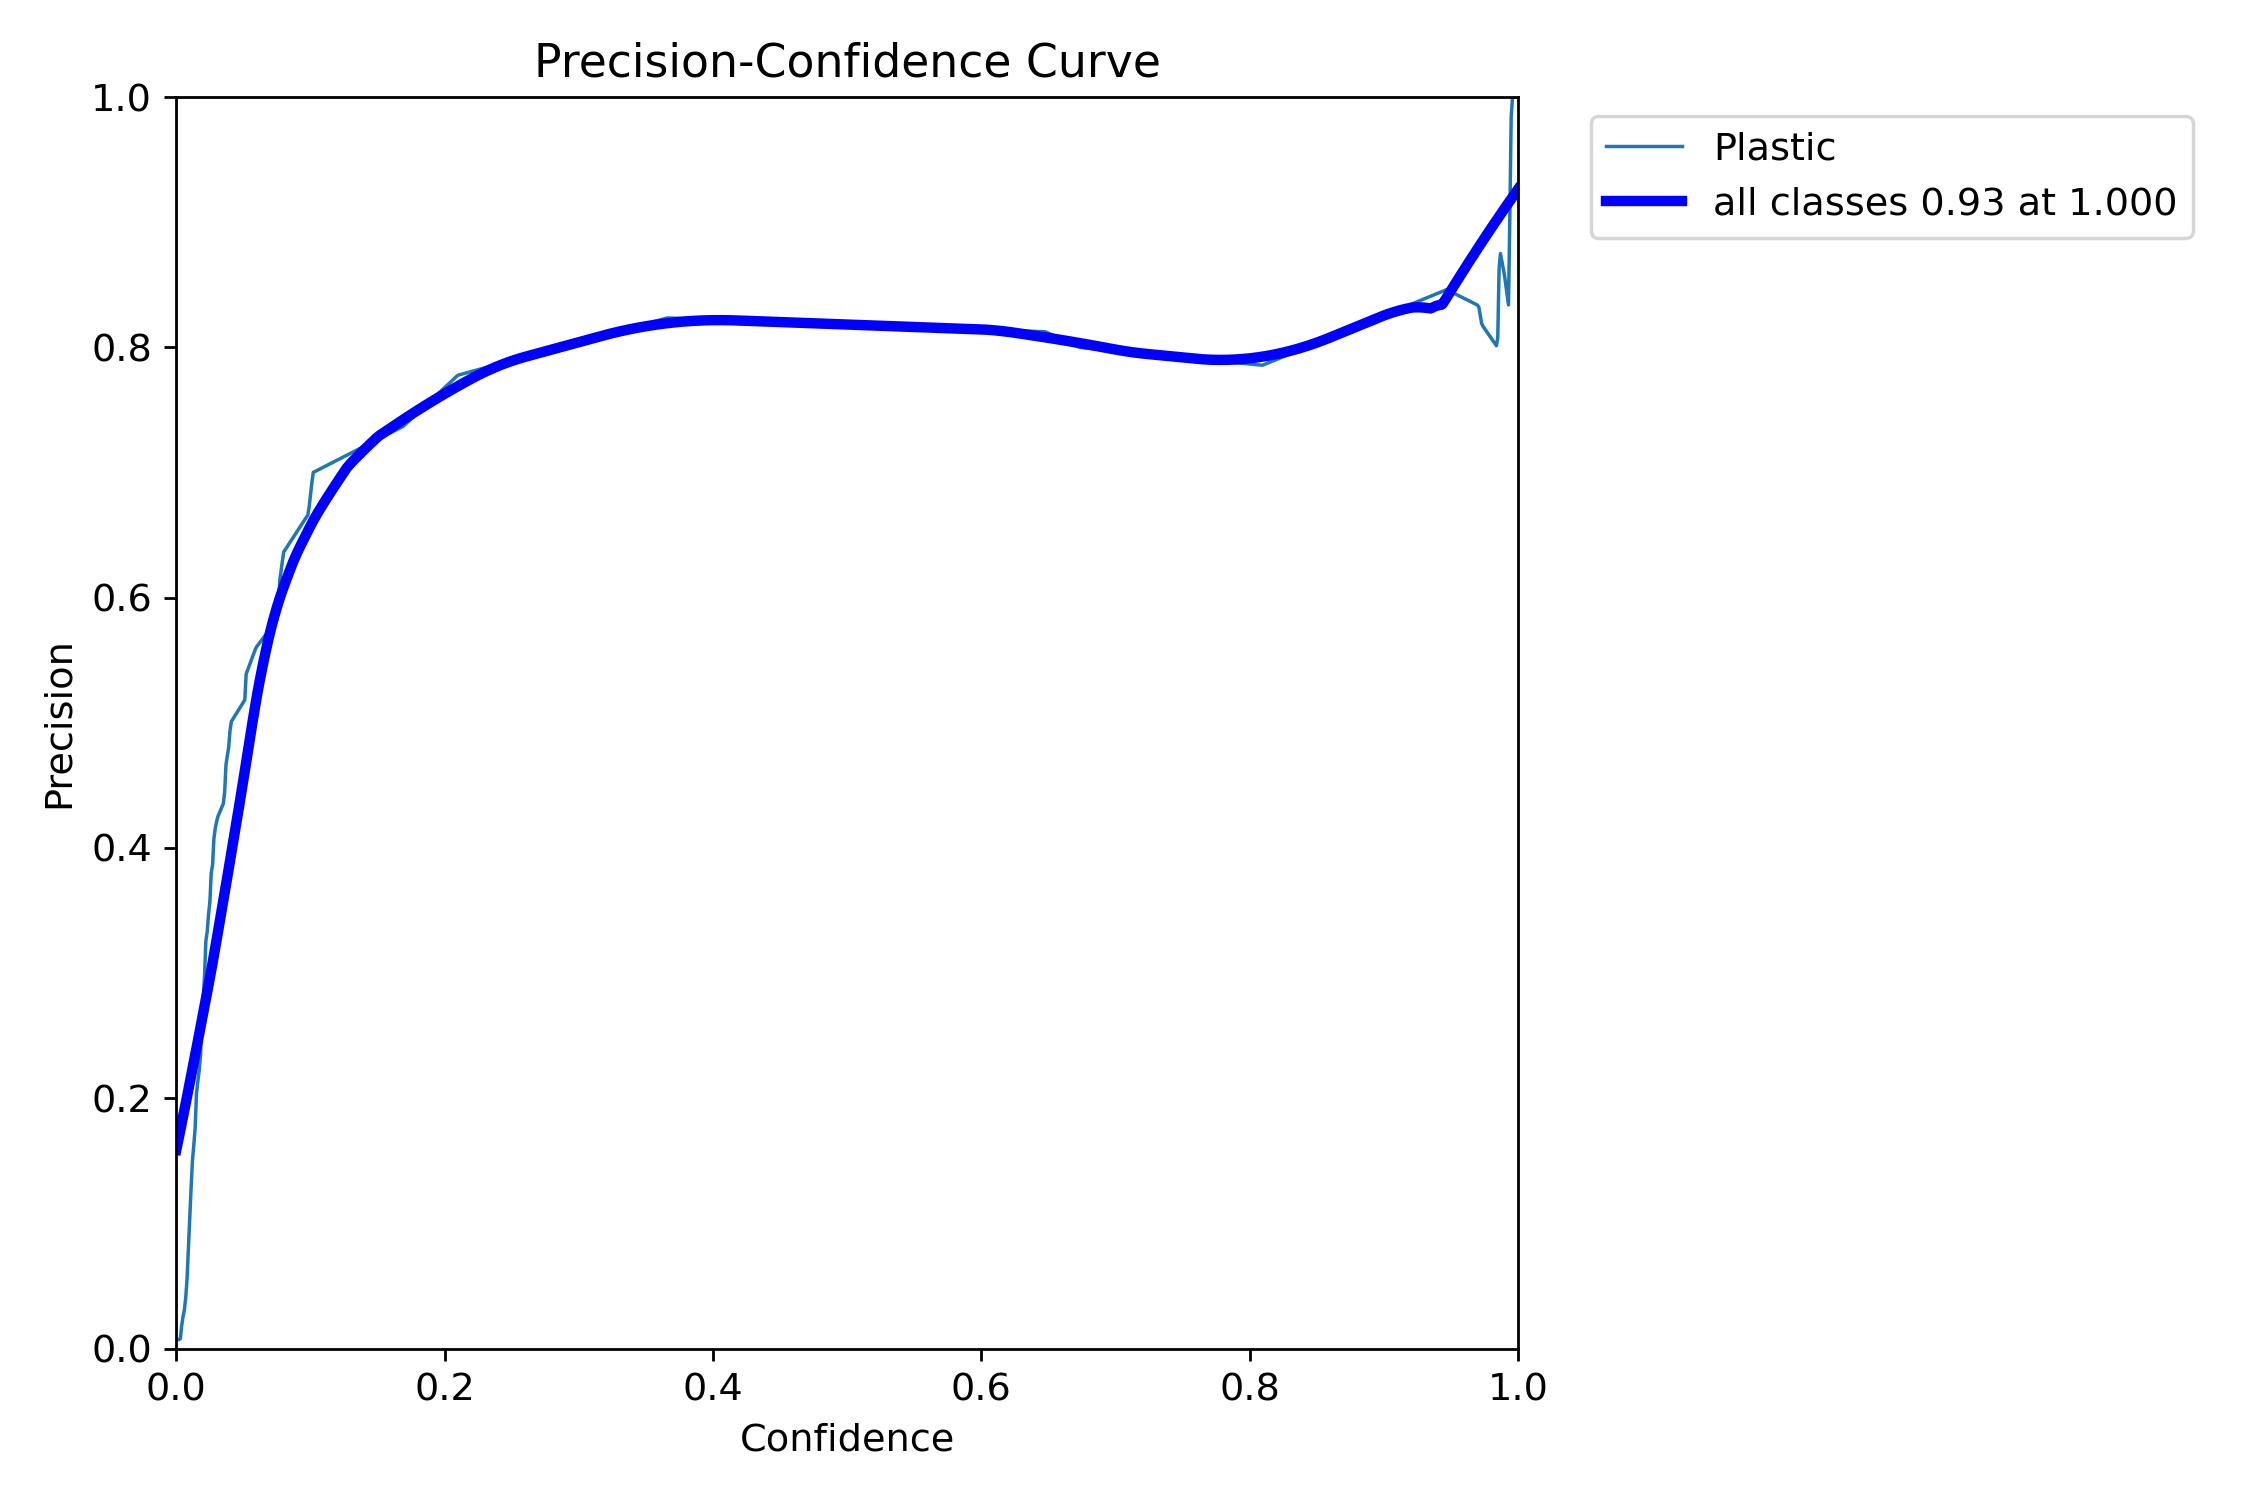 Precision-Confidence Curve
1.0
0.8
0.6
0.4
0.2
0.0
Precision
0.0 0.2 0.4 0.6 0.8 1.0
Confidence
Plastic
all classes 0.93 at 1.000